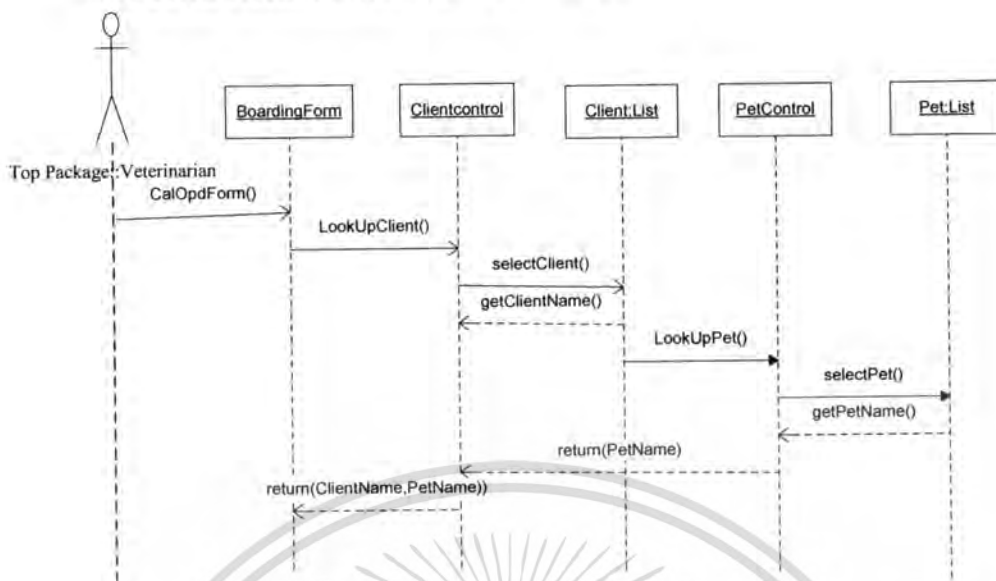 BoardingForm
Clientcontrol
Client:List
PetControl
Pet:List
Top Package::Veterinarian
CalOpdForm()
LookUpClient()
selectClient()
getClientName()
LookUpPet()
selectPet()
getPetName()
return(PetName)
return(ClientName,PetName))